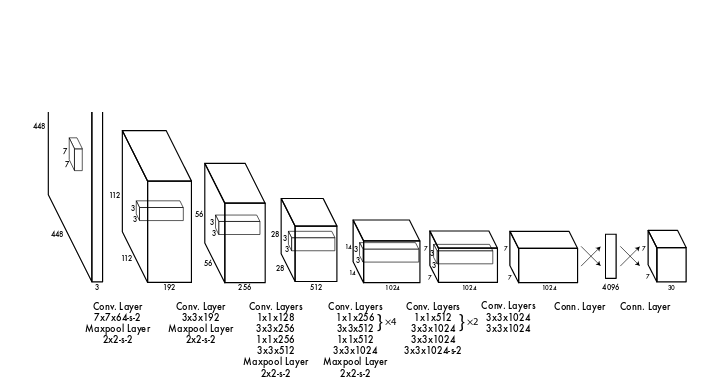 448
7
7
448
3
112
3
3
112
192
56
3
3
56
256
28
3
3
28
512
14
3
3
14
1024
7
3
3
7
1024
7
7
1024
4096
7
7
30
Conv. Layer
7x7x64-s-2
Maxpool Layer
2x2-s-2
Conv. Layer
3x3x192
Maxpool Layer
2x2-s-2
Conv. Layers
1x1x128
3x3x256
1x1x256
3x3x512
Maxpool Layer
2x2-s-2
Conv. Layers
1x1x256
3x3x512 } ×4
1x1x512
3x3x1024
Maxpool Layer
2x2-s-2
Conv. Layers
1x1x512
3x3x1024 } ×2
3x3x1024
3x3x1024-s-2
Conv. Layers
3x3x1024
3x3x1024
Conn. Layer
Conn. Layer